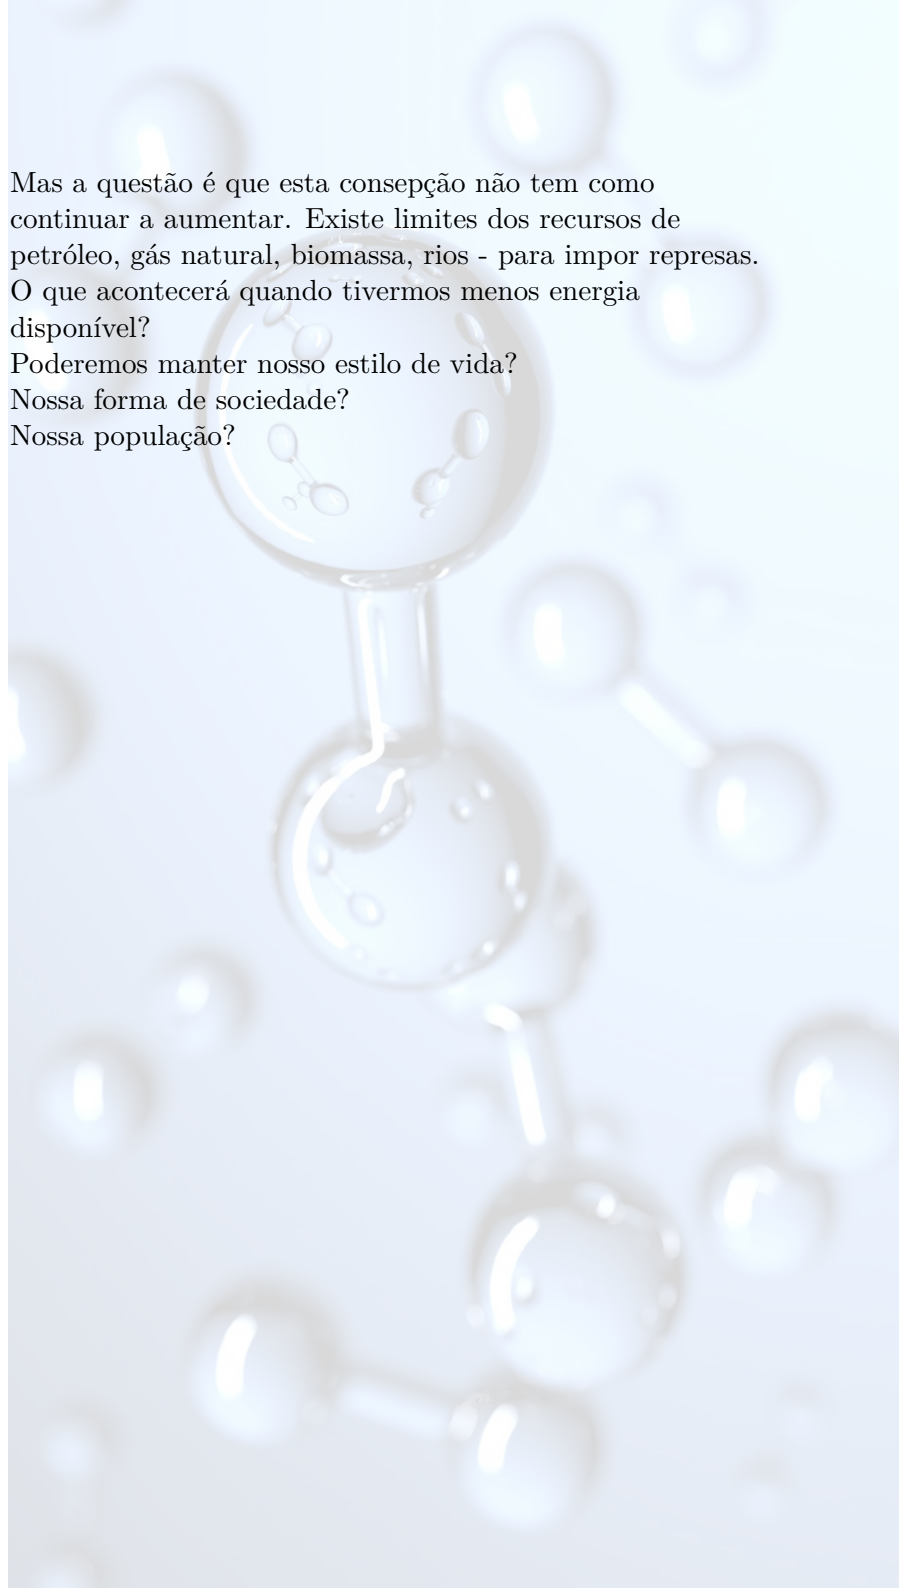 Mas a questão é que esta consepção não tem como
continuar a aumentar. Existe limites dos recursos de
petróleo, gás natural, biomassa, rios - para impor represas.
O que acontecerá quando tivermos menos energia
disponível?
Poderemos manter nosso estilo de vida?
Nossa forma de sociedade?
Nossa população?